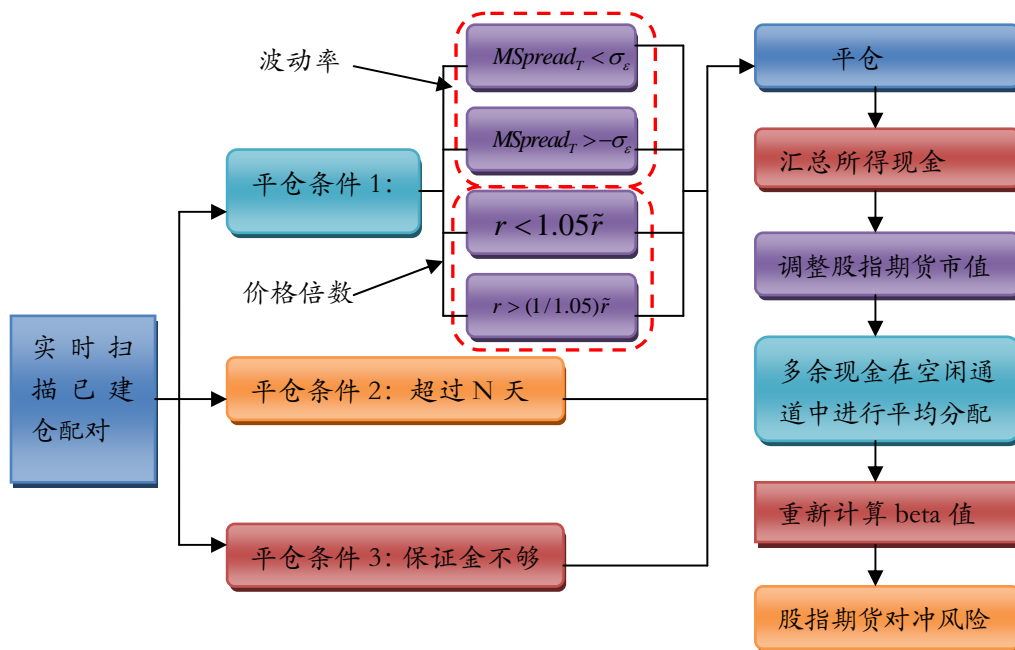 波动率
MSpread_T < σ_ε
MSpread_T > −σ_ε
平仓条件 1：
r < 1.05r̃
r > (1/1.05)r̃
价格倍数
实时扫
描已建
仓配对
平仓条件 2：超过 N 天
平仓条件 3：保证金不够
平仓
汇总所得现金
调整股指期货市值
多余现金在空闲通
道中进行平均分配
重新计算 beta 值
股指期货对冲风险